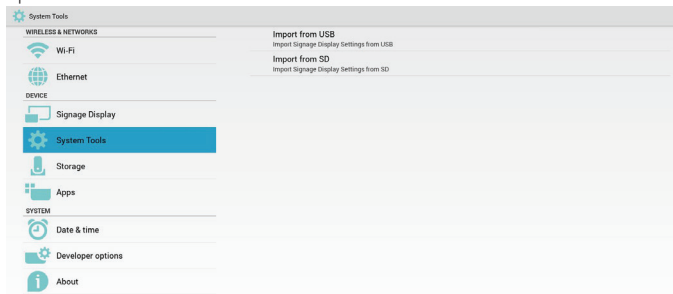 System Tools
WIRELESS & NETWORKS
Wi-Fi
Ethernet
DEVICE
Signage Display
System Tools
Storage
Apps
SYSTEM
Date & time
Developer options
About
Import from USB
Import Signage Display Settings from USB
Import from SD
Import Signage Display Settings from SD